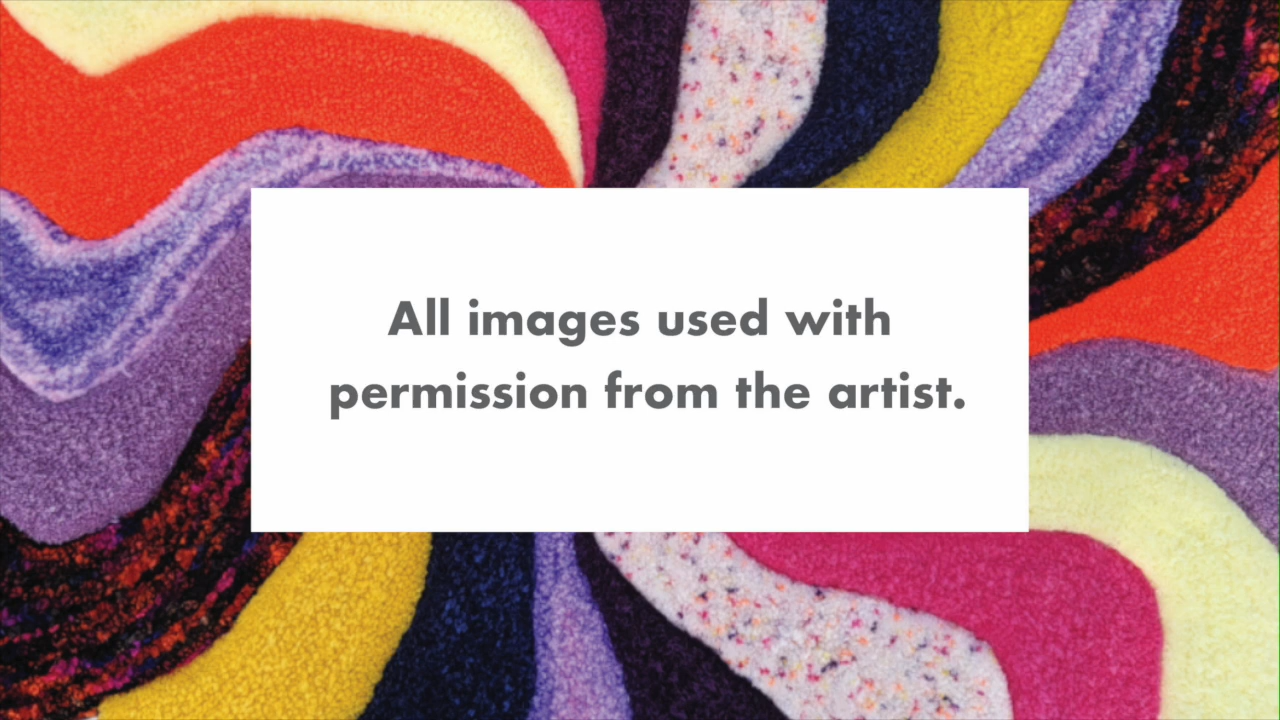 All images used with
permission from the artist.